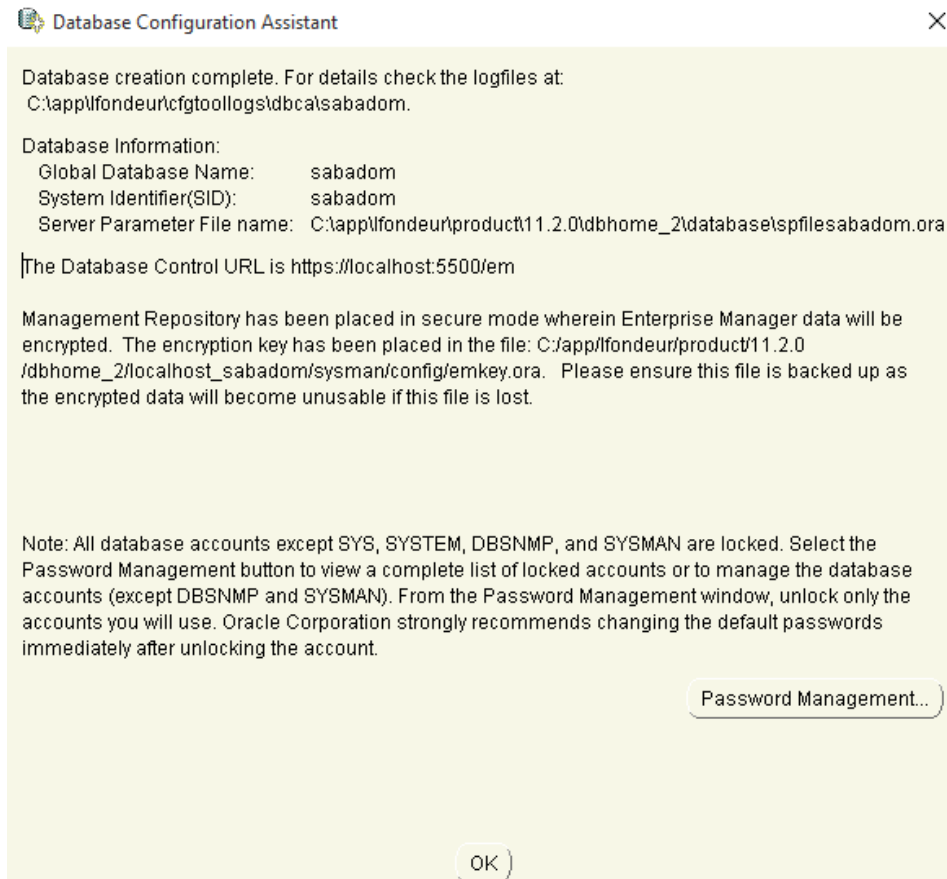 Database Configuration Assistant
Database creation complete. For details check the logfiles at:
C:\app\lfondeur\cfgtoollogs\dbca\sabadom.
Database Information:
Global Database Name: sabadom
System Identifier(SID): sabadom
Server Parameter File name: C:\app\lfondeur\product\11.2.0\dbhome_2\database\spfilesabadom.ora
The Database Control URL is https://localhost:5500/em
Management Repository has been placed in secure mode wherein Enterprise Manager data will be
encrypted. The encryption key has been placed in the file: C:/app/lfondeur/product/11.2.0
/dbhome_2/localhost_sabadom/sysman/config/emkey.ora. Please ensure this file is backed up as
the encrypted data will become unusable if this file is lost.
Note: All database accounts except SYS, SYSTEM, DBSNMP, and SYSMAN are locked. Select the
Password Management button to view a complete list of locked accounts or to manage the database
accounts (except DBSNMP and SYSMAN). From the Password Management window, unlock only the
accounts you will use. Oracle Corporation strongly recommends changing the default passwords
immediately after unlocking the account.
Password Management...
OK